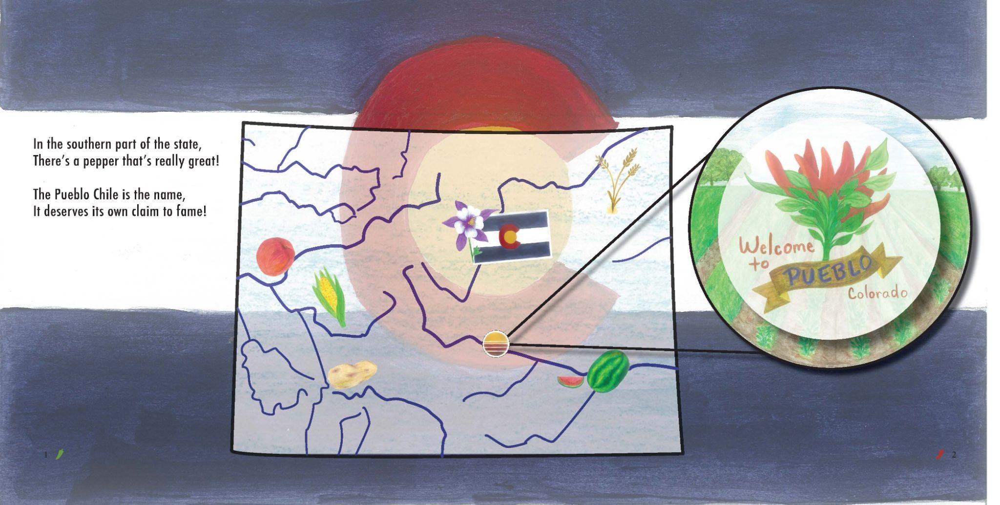 In the southern part of the state,
There's a pepper that's really great!
The Pueblo Chile is the name,
It deserves its own claim to fame!
Welcome
to
PUEBLO
Colorado
1
2